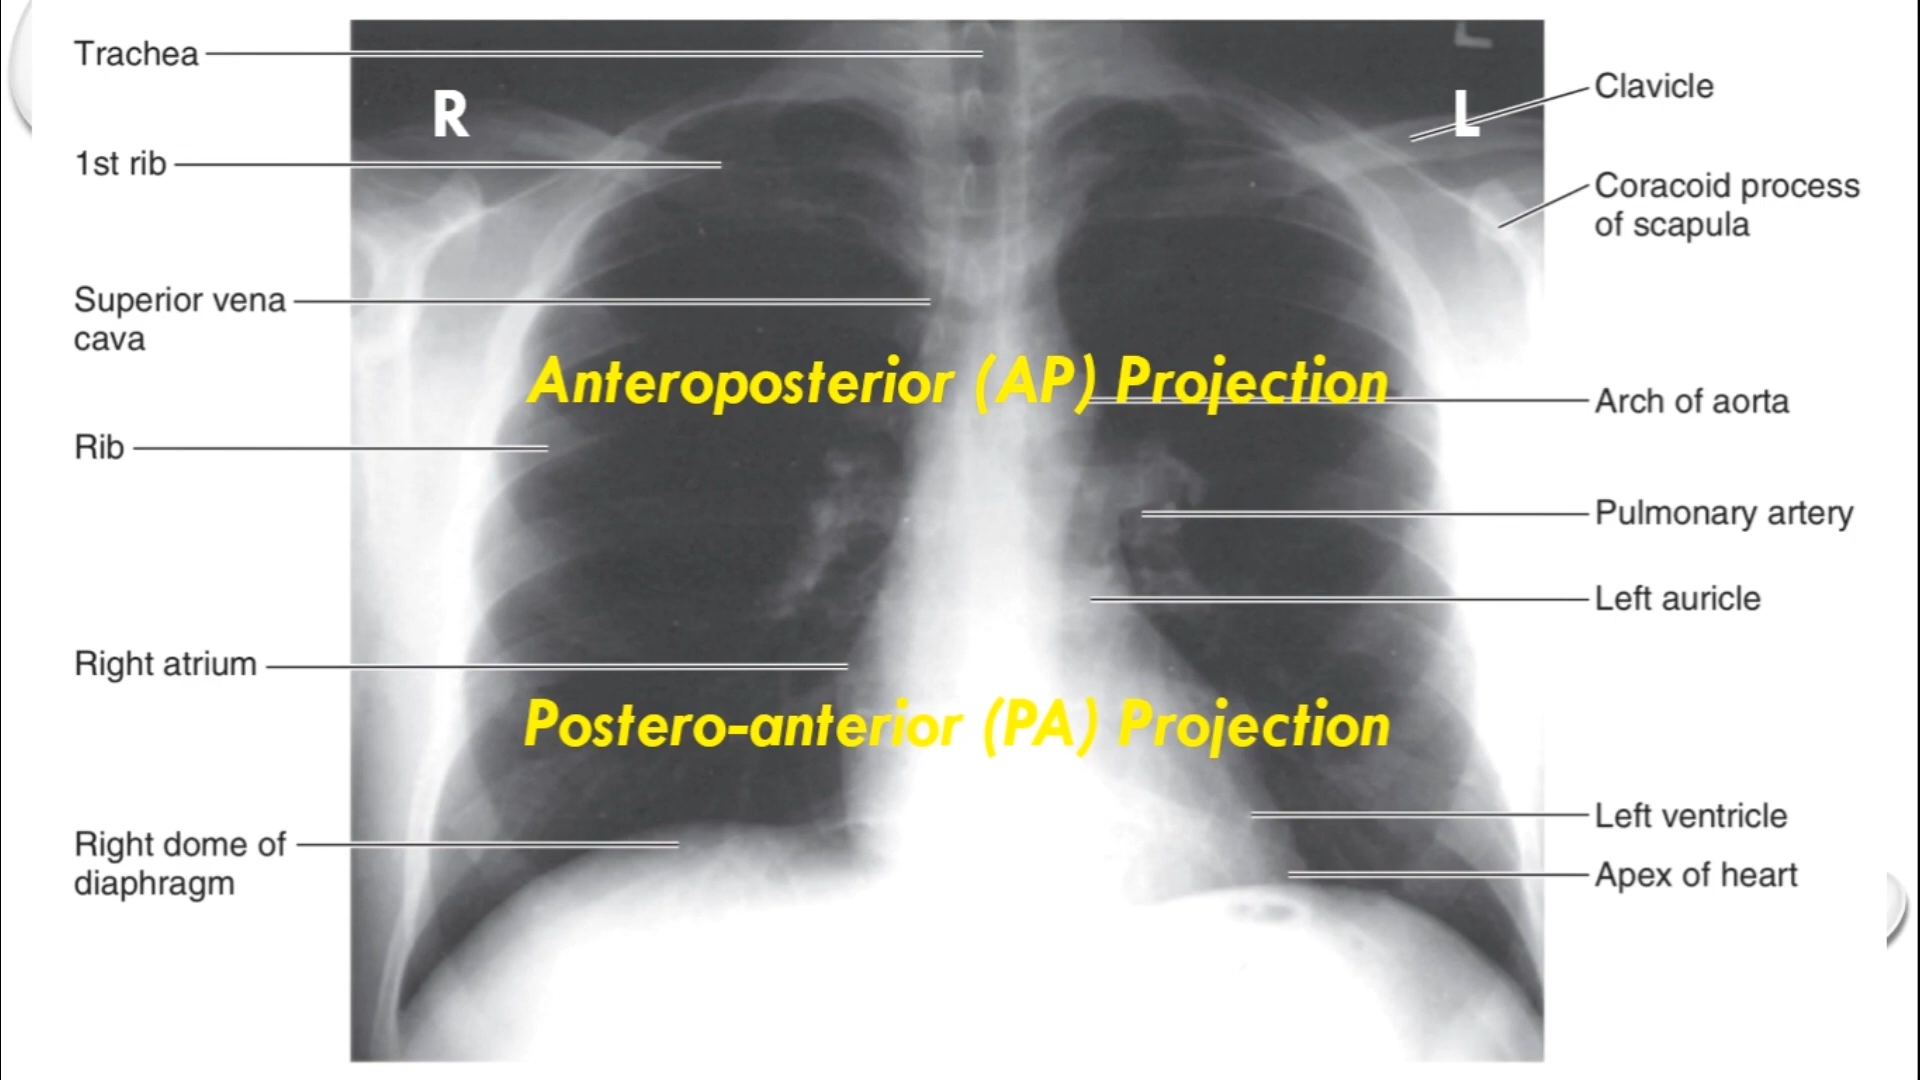 Trachea
R
L
L
Clavicle
1st rib
Coracoid process
of scapula
Superior vena
cava
Anteroposterior (AP) Projection
Arch of aorta
Rib
Pulmonary artery
Left auricle
Right atrium
Postero-anterior (PA) Projection
Left ventricle
Right dome of
diaphragm
Apex of heart